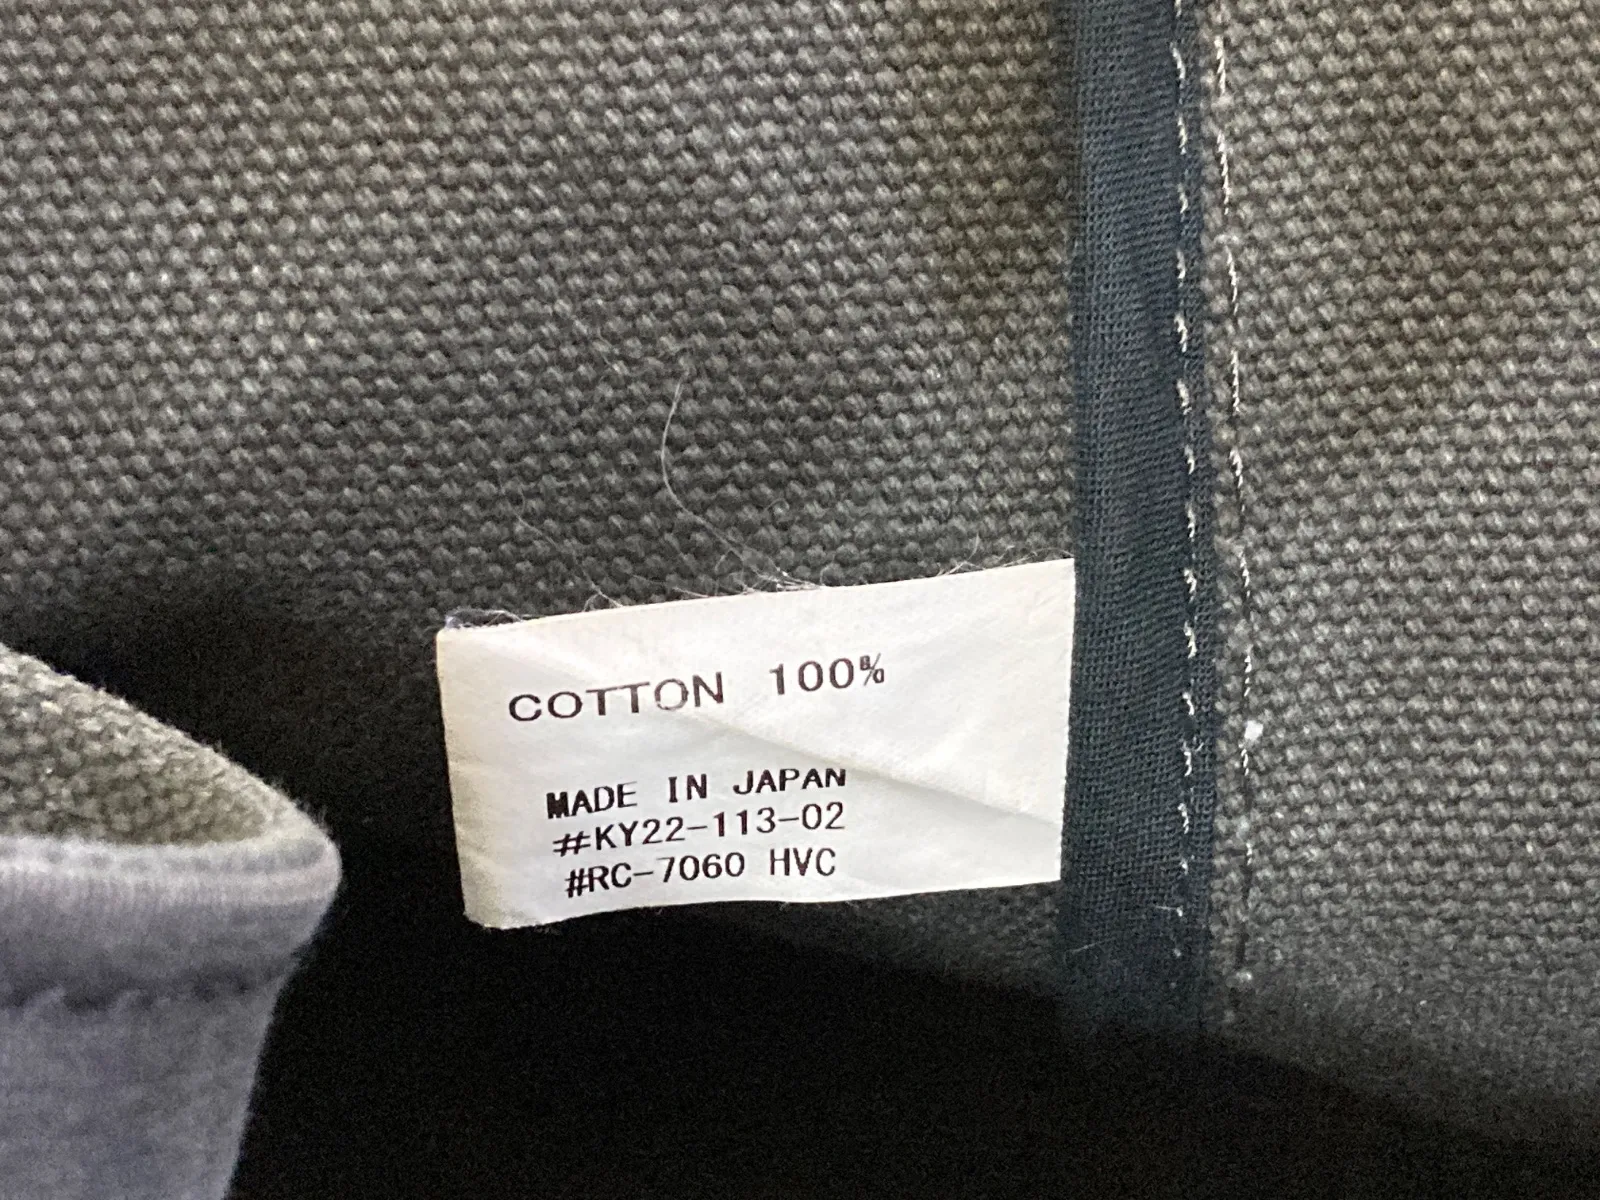 COTTON 100%
MADE IN JAPAN
#KY22-113-02
#RC-7060 HVC